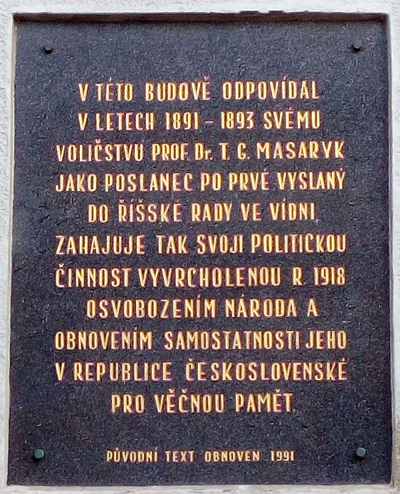 V TÉTO BUDOVĚ ODPOVÍDAL
V LETECH 1891 – 1893 SVÉMU
VOLIČSTVU PROF. Dr. T. G. MASARYK
JAKO POSLANEC PO PRVÉ VYSLANÝ
DO ŘÍŠSKÉ RADY VE VÍDNI,
ZAHAJUJE TAK SVOJI POLITICKOU
ČINNOST VYVRCHOLENOU R. 1918
OSVOBOZENÍM NÁRODA A
OBNOVENÍM SAMOSTATNOSTI JEHO
V REPUBLICE ČESKOSLOVENSKÉ
PRO VĚČNOU PAMĚT.
PŮVODNÍ TEXT OBNOVEN 1991